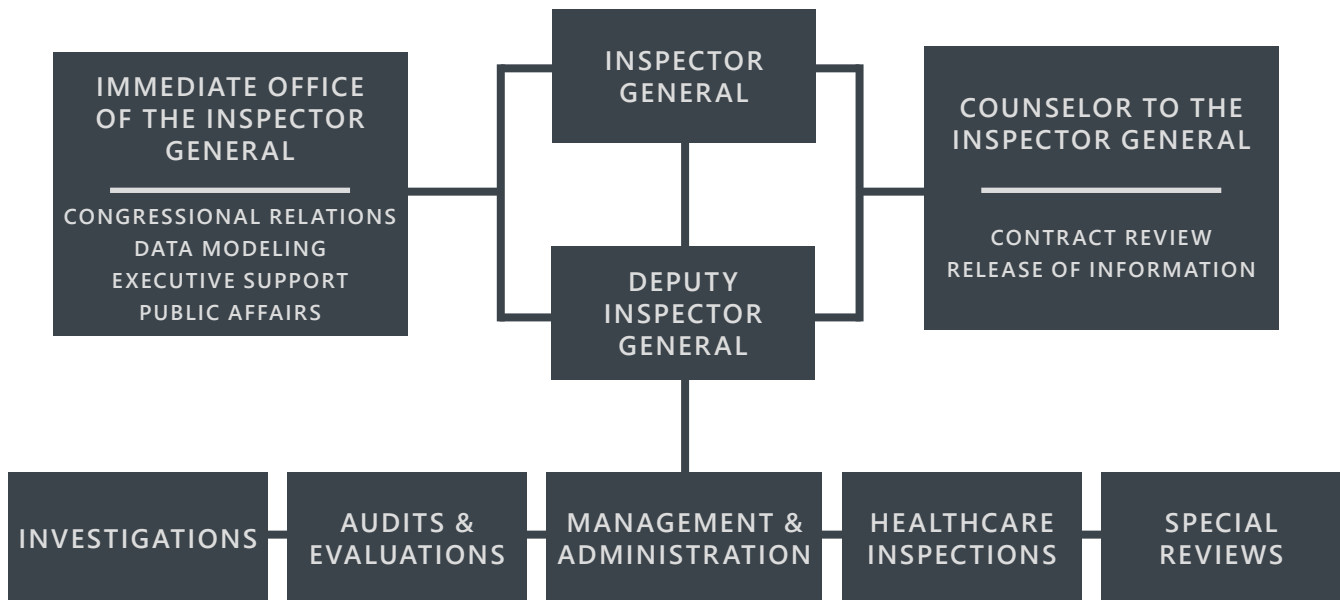 INSPECTOR
GENERAL
IMMEDIATE OFFICE
OF THE INSPECTOR
GENERAL
CONGRESSIONAL RELATIONS
DATA MODELING
EXECUTIVE SUPPORT
PUBLIC AFFAIRS
COUNSELOR TO THE
INSPECTOR GENERAL
CONTRACT REVIEW
RELEASE OF INFORMATION
DEPUTY
INSPECTOR
GENERAL
INVESTIGATIONS
AUDITS &
EVALUATIONS
MANAGEMENT &
ADMINISTRATION
HEALTHCARE
INSPECTIONS
SPECIAL
REVIEWS